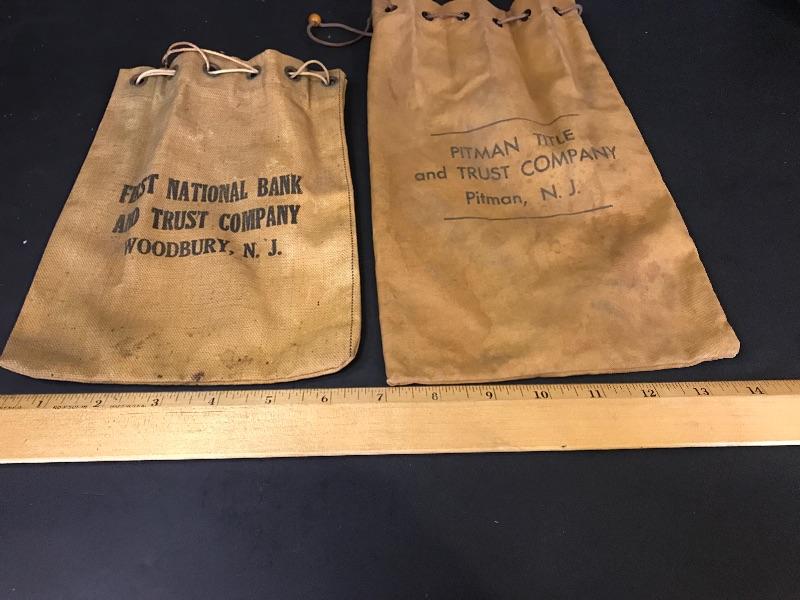 FIRST NATIONAL BANK
AND TRUST COMPANY
WOODBURY, N. J.
PITMAN TITLE
and TRUST COMPANY
Pitman, N. J.
1 2 3 4 5 6 7 8 9 10 11 12 13 14